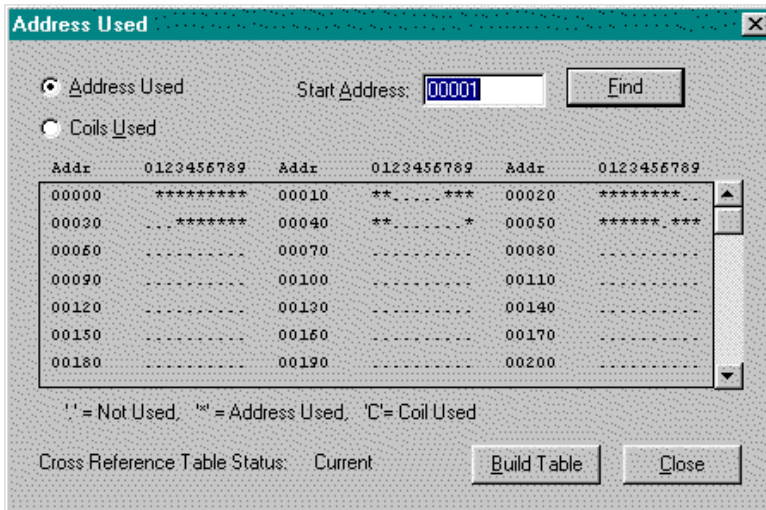 Address Used
Address Used Start Address: 00001 Find
Coils Used
Addr 0123456789 Addr 0123456789 Addr 0123456789
00000 ********* 00010 **.....*** 00020 ********..
00030 ...******* 00040 **.......* 00050 ******.***
00060 .......... 00070 .......... 00080 ..........
00090 .......... 00100 .......... 00110 ..........
00120 .......... 00130 .......... 00140 ..........
00150 .......... 00160 .......... 00170 ..........
00180 .......... 00190 .......... 00200 ..........
'.' = Not Used, '*' = Address Used, 'C'= Coil Used
Cross Reference Table Status: Current Build Table Close